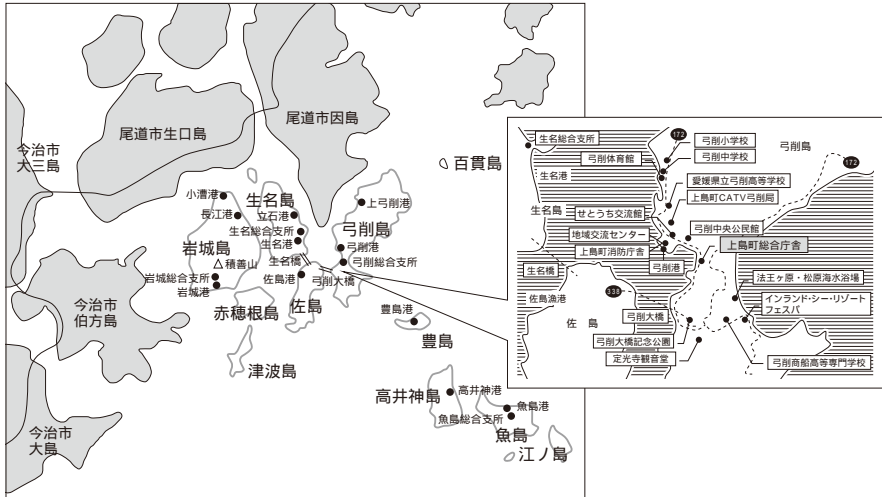 尾道市生口島
尾道市因島
今治市
大三島
百貫島
小漕港
長江港
生名島
立石港
生名総合支所
生名港
上弓削港
弓削島
弓削港
弓削総合支所
岩城島
積善山
生名橋
岩城総合支所
岩城港
佐島港
弓削大橋
赤穂根島
佐島
今治市
伯方島
豊島港
豊島
津波島
高井神島
高井神港
魚島港
魚島総合支所
魚島
今治市
大島
江ノ島
生名総合支所
172
弓削小学校
弓削島
弓削体育館
弓削中学校
172
生名港
愛媛県立弓削高等学校
上島町CATV弓削局
生名島
せとうち交流館
弓削中央公民館
地域交流センター
上島町総合庁舎
上島町消防庁舎
弓削港
生名橋
法王ヶ原・松原海水浴場
佐島漁港
338
インランド・シー・リゾート
フェスパ
佐島
弓削大橋
弓削大橋記念公園
定光寺観音堂
弓削商船高等専門学校